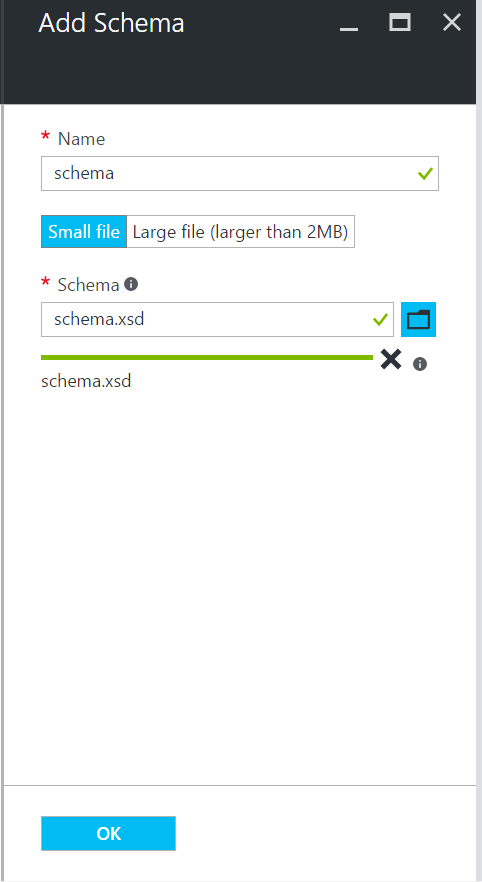 Add Schema
* Name
schema
Small file Large file (larger than 2MB)
* Schema
schema.xsd
schema.xsd
OK